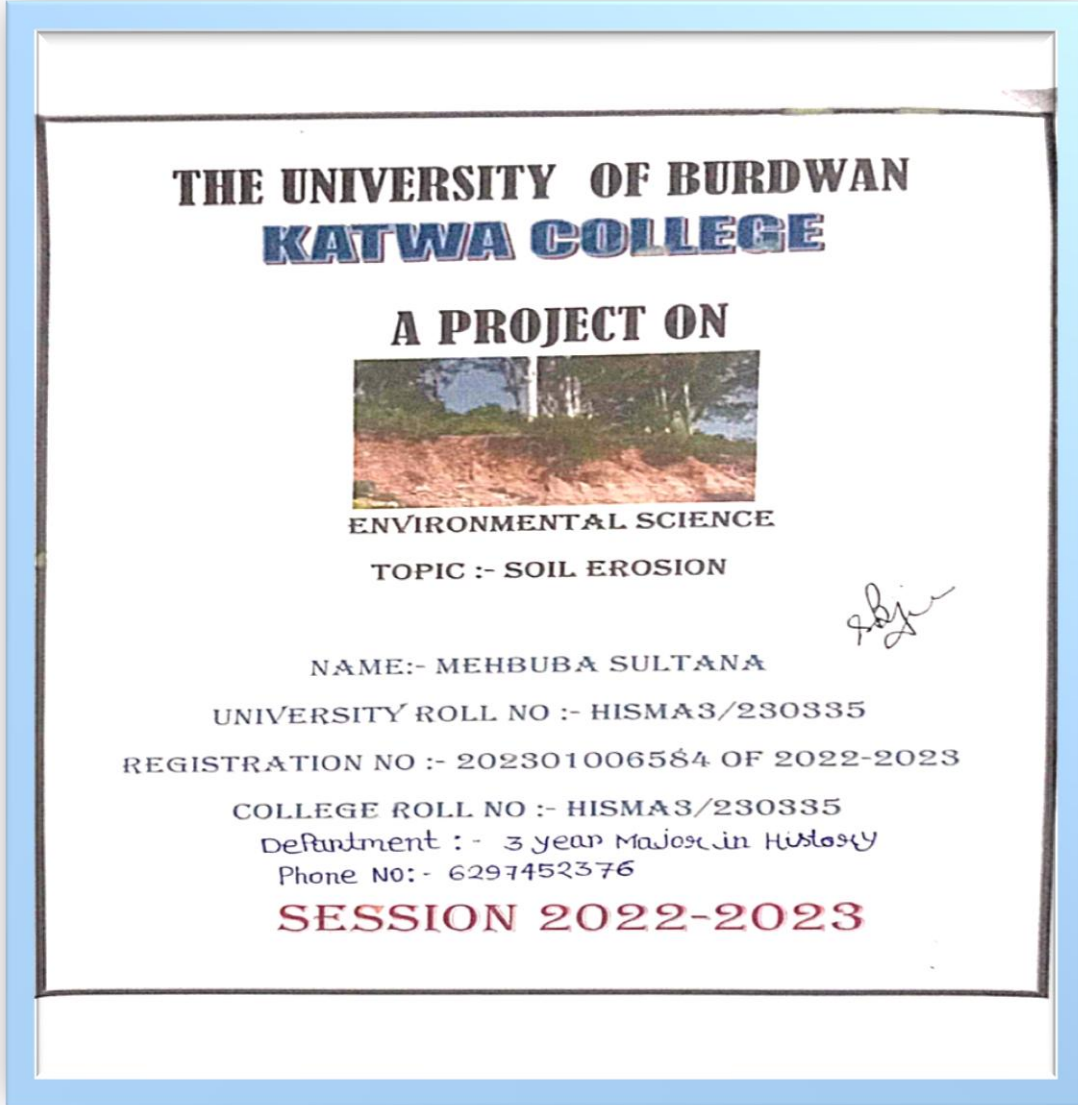 THE UNIVERSITY OF BURDWAN
KATWA COLLEGE
A PROJECT ON
ENVIRONMENTAL SCIENCE
TOPIC :- SOIL EROSION
NAME:- MEHBUBA SULTANA
UNIVERSITY ROLL NO :- HISMA3/230335
REGISTRATION NO :- 202301006584 OF 2022-2023
COLLEGE ROLL NO :- HISMA3/230335
Department : - 3 year Major in History
Phone No:- 6297452376
SESSION 2022-2023